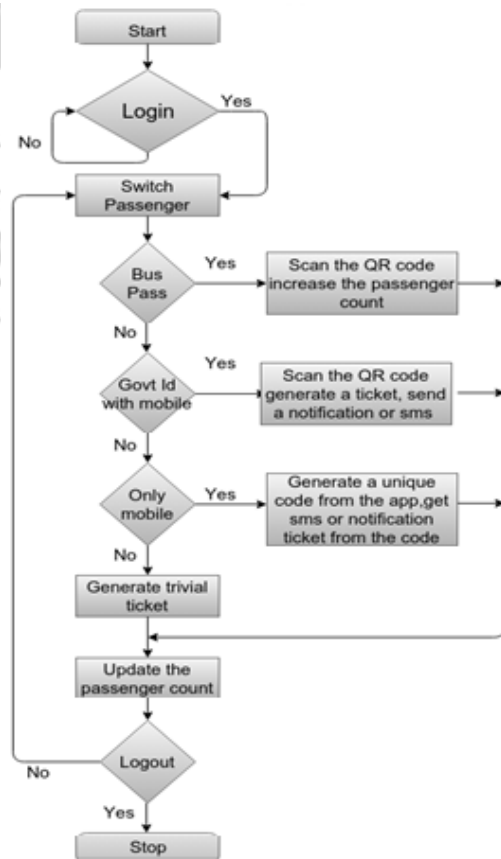 Start
Login
Yes
No
Switch
Passenger
Bus
Pass
Yes
Scan the QR code
increase the passenger
count
No
Govt Id
with mobile
Yes
Scan the QR code
generate a ticket, send
a notification or sms
No
Only
mobile
Yes
Generate a unique
code from the app,get
sms or notification
ticket from the code
No
Generate trivial
ticket
Update the
passenger count
Logout
No
Yes
Stop